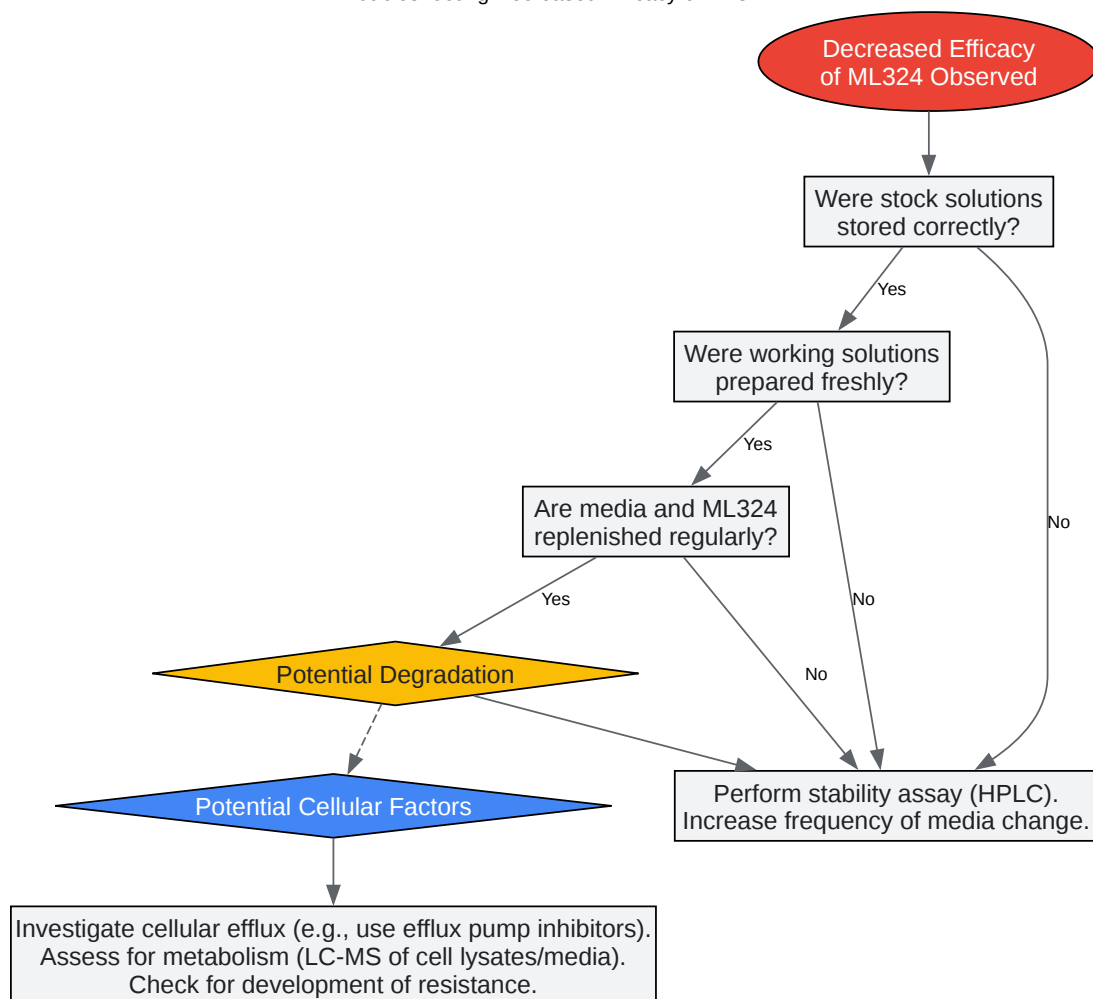 Decreased Efficacy
of ML324 Observed
Were stock solutions
stored correctly?
Yes
Were working solutions
prepared freshly?
Yes
No
Are media and ML324
replenished regularly?
Yes
No
No
Potential Degradation
Potential Cellular Factors
Perform stability assay (HPLC).
Increase frequency of media change.
Investigate cellular efflux (e.g., use efflux pump inhibitors).
Assess for metabolism (LC-MS of cell lysates/media).
Check for development of resistance.